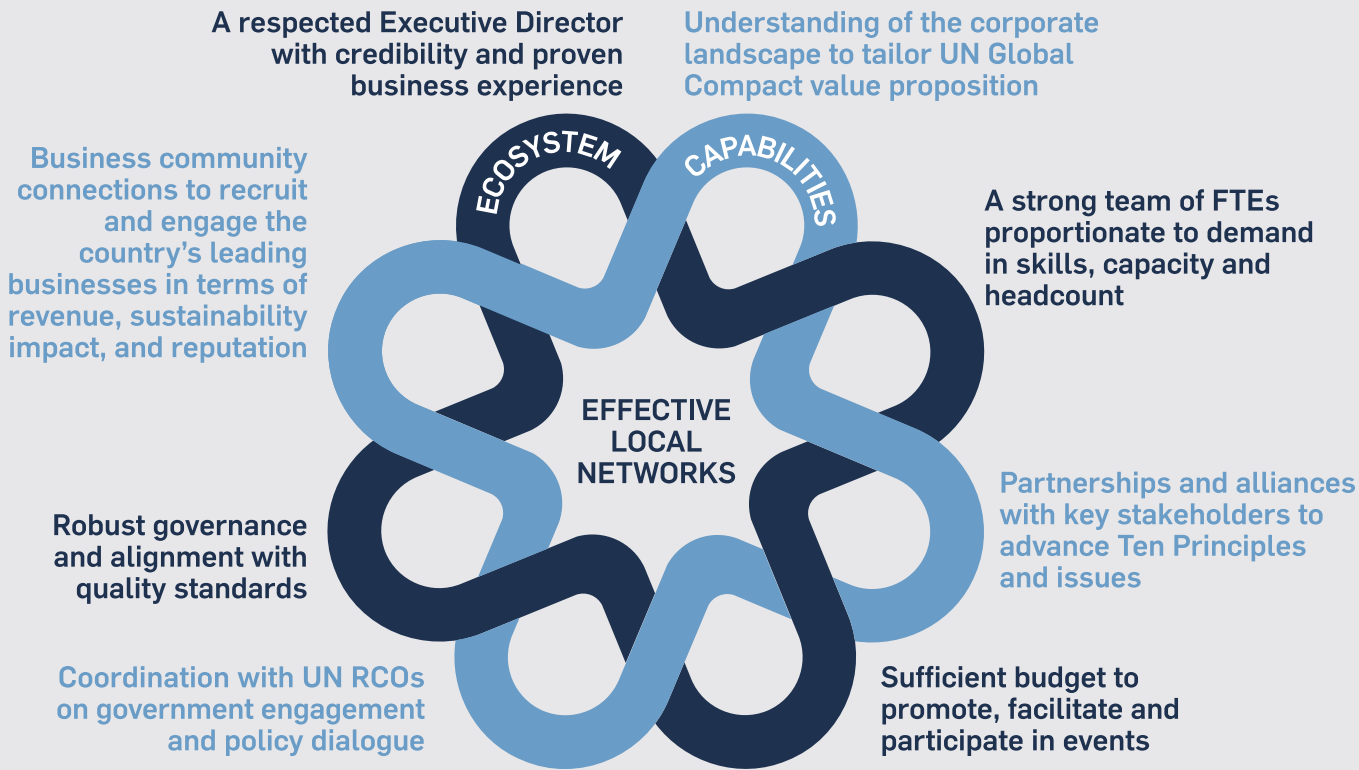 A respected Executive Director
with credibility and proven
business experience
Understanding of the corporate
landscape to tailor UN Global
Compact value proposition
ECOSYSTEM
CAPABILITIES
Business community
connections to recruit
and engage the
country's leading
businesses in terms of
revenue, sustainability
impact, and reputation
A strong team of FTEs
proportionate to demand
in skills, capacity and
headcount
EFFECTIVE
LOCAL
NETWORKS
Robust governance
and alignment with
quality standards
Partnerships and alliances
with key stakeholders to
advance Ten Principles
and issues
Coordination with UN RCOs
on government engagement
and policy dialogue
Sufficient budget to
promote, facilitate and
participate in events